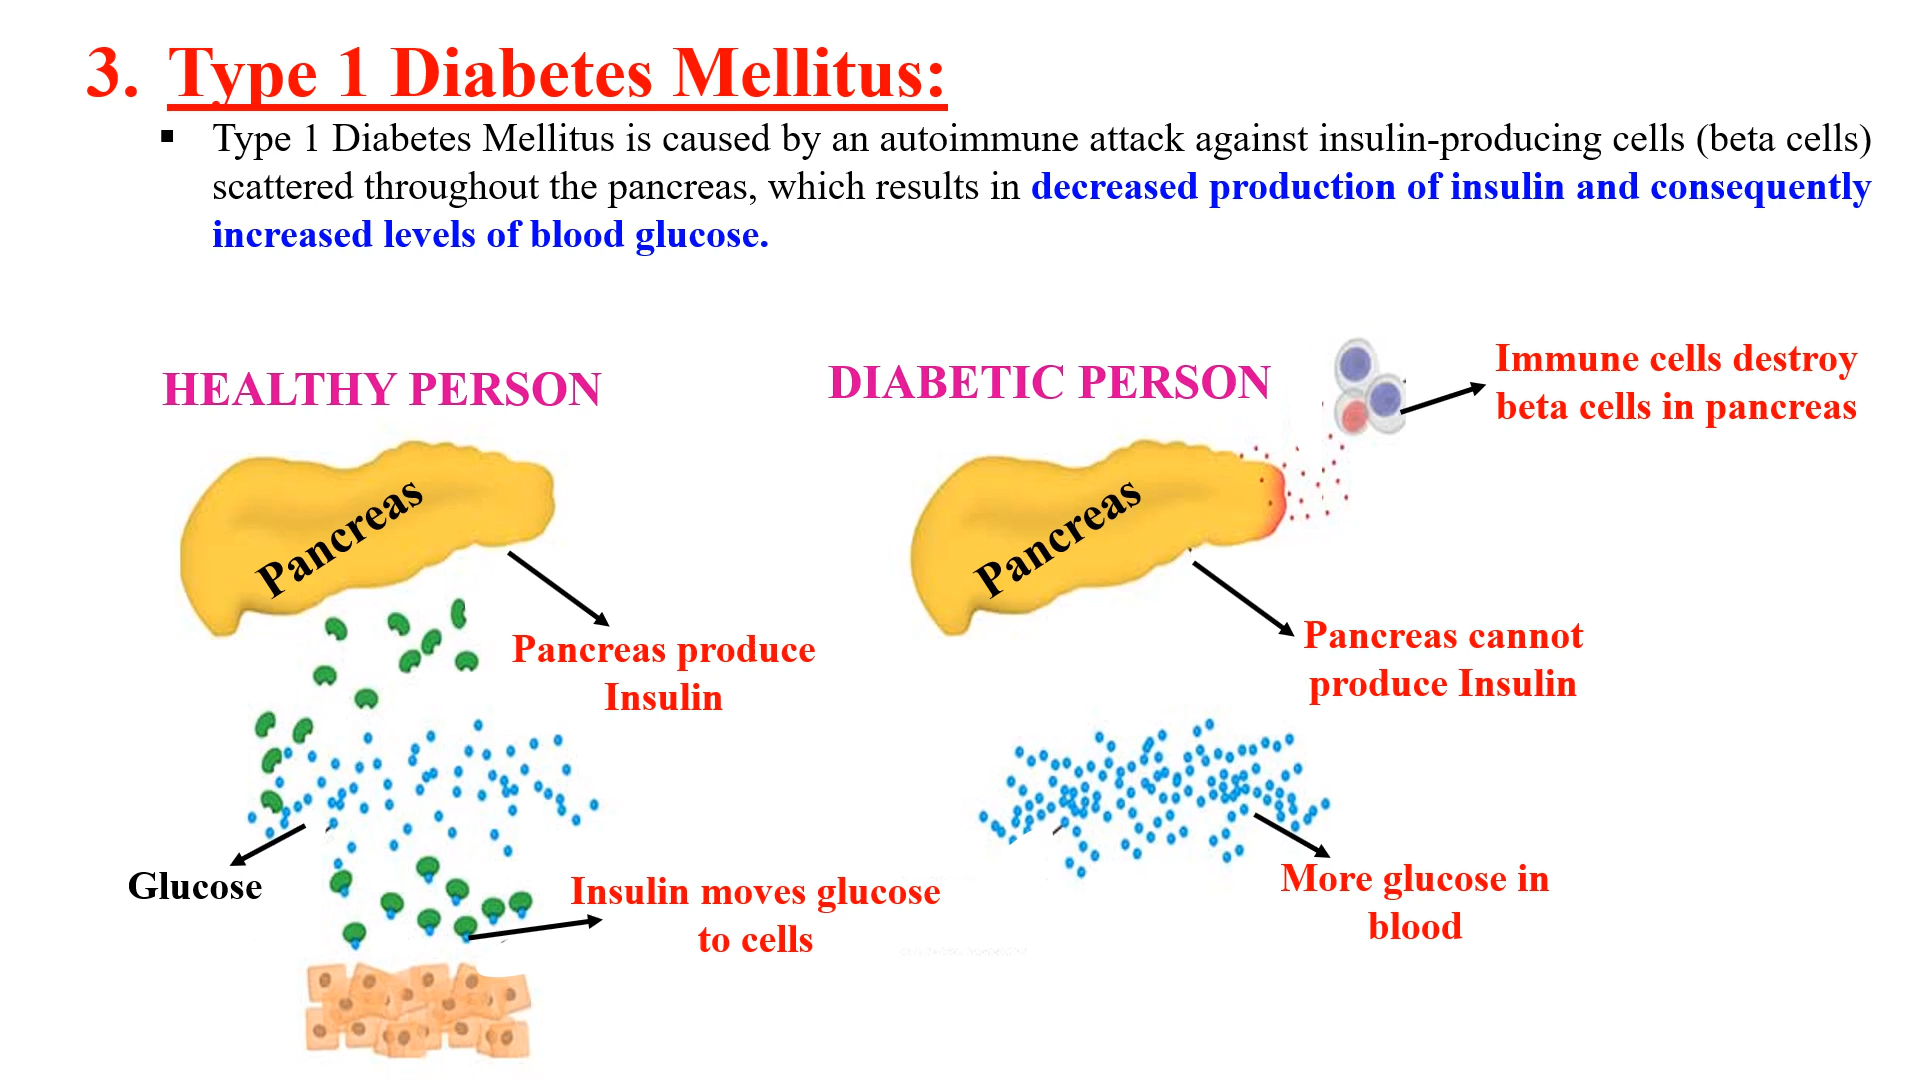 3. Type 1 Diabetes Mellitus:
▪ Type 1 Diabetes Mellitus is caused by an autoimmune attack against insulin-producing cells (beta cells)
scattered throughout the pancreas, which results in decreased production of insulin and consequently
increased levels of blood glucose.
HEALTHY PERSON
Pancreas
Pancreas produce
Insulin
Glucose
Insulin moves glucose
to cells
DIABETIC PERSON
Immune cells destroy
beta cells in pancreas
Pancreas
Pancreas cannot
produce Insulin
More glucose in
blood